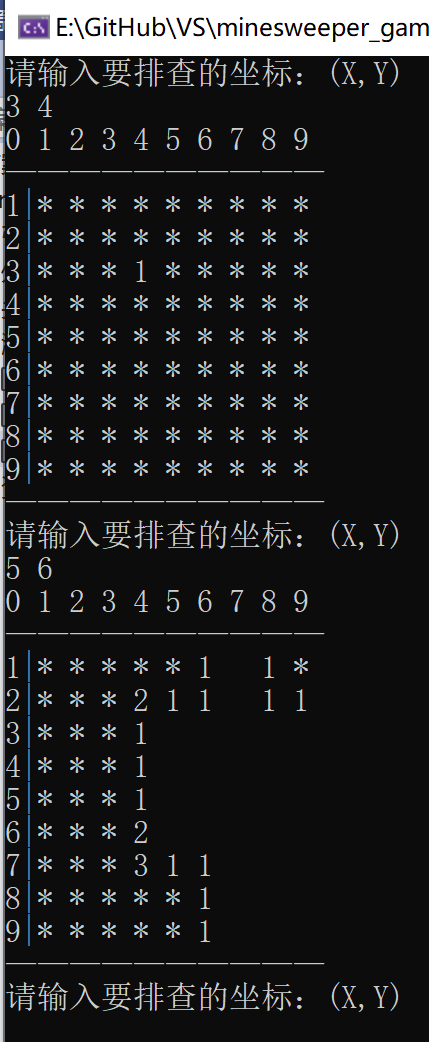 E:\GitHub\VS\minesweeper_gam
请输入要排查的坐标：(X,Y)
3 4
0 1 2 3 4 5 6 7 8 9
——————————
1|* * * * * * * * *
2|* * * * * * * * *
3|* * * 1 * * * * *
4|* * * * * * * * *
5|* * * * * * * * *
6|* * * * * * * * *
7|* * * * * * * * *
8|* * * * * * * * *
9|* * * * * * * * *
——————————
请输入要排查的坐标：(X,Y)
5 6
0 1 2 3 4 5 6 7 8 9
——————————
1|* * * * * 1   1 *
2|* * * 2 1 1   1 1
3|* * * 1
4|* * * 1
5|* * * 1
6|* * * 2
7|* * * 3 1 1
8|* * * * * 1
9|* * * * * 1
——————————
请输入要排查的坐标：(X,Y)